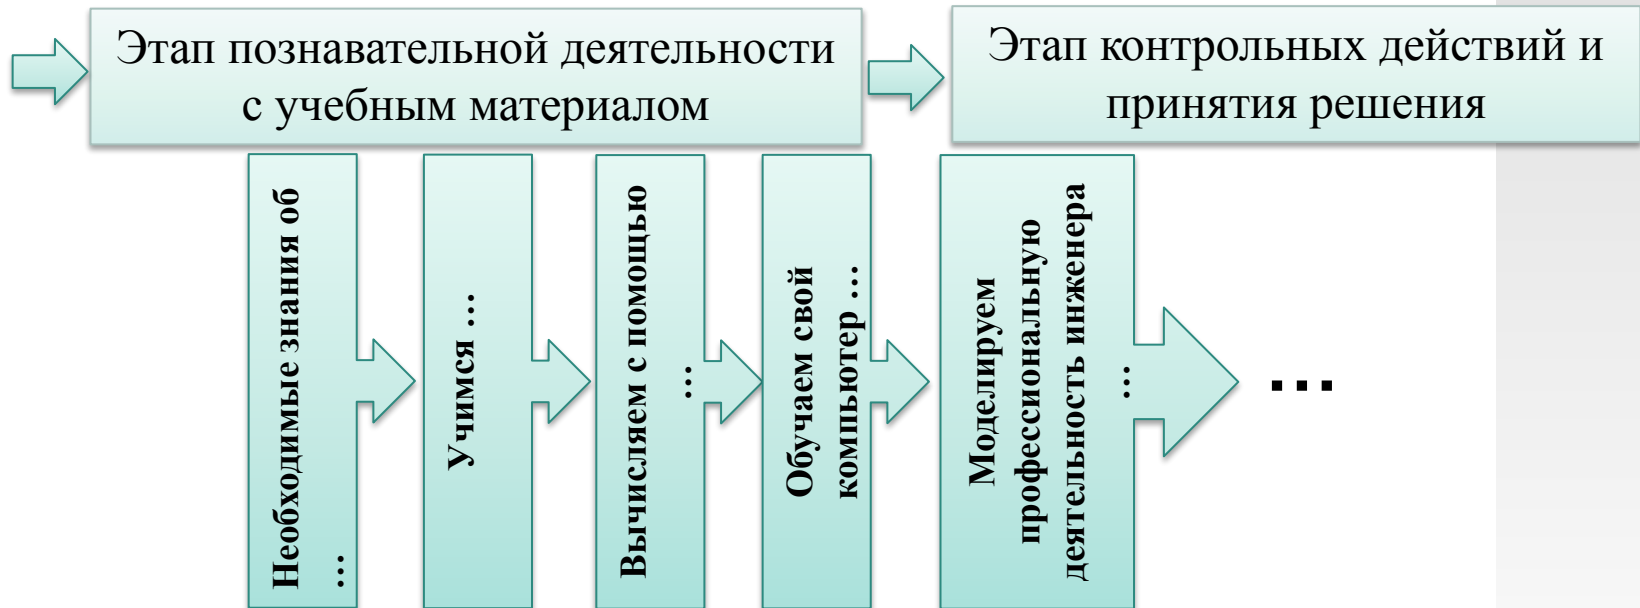 Этап познавательной деятельности
с учебным материалом
Этап контрольных действий и
принятия решения
Необходимые знания об
…
Учимся …
Вычисляем с помощью
…
Обучаем свой
компьютер …
Моделируем
профессиональную
деятельность инженера
…
…